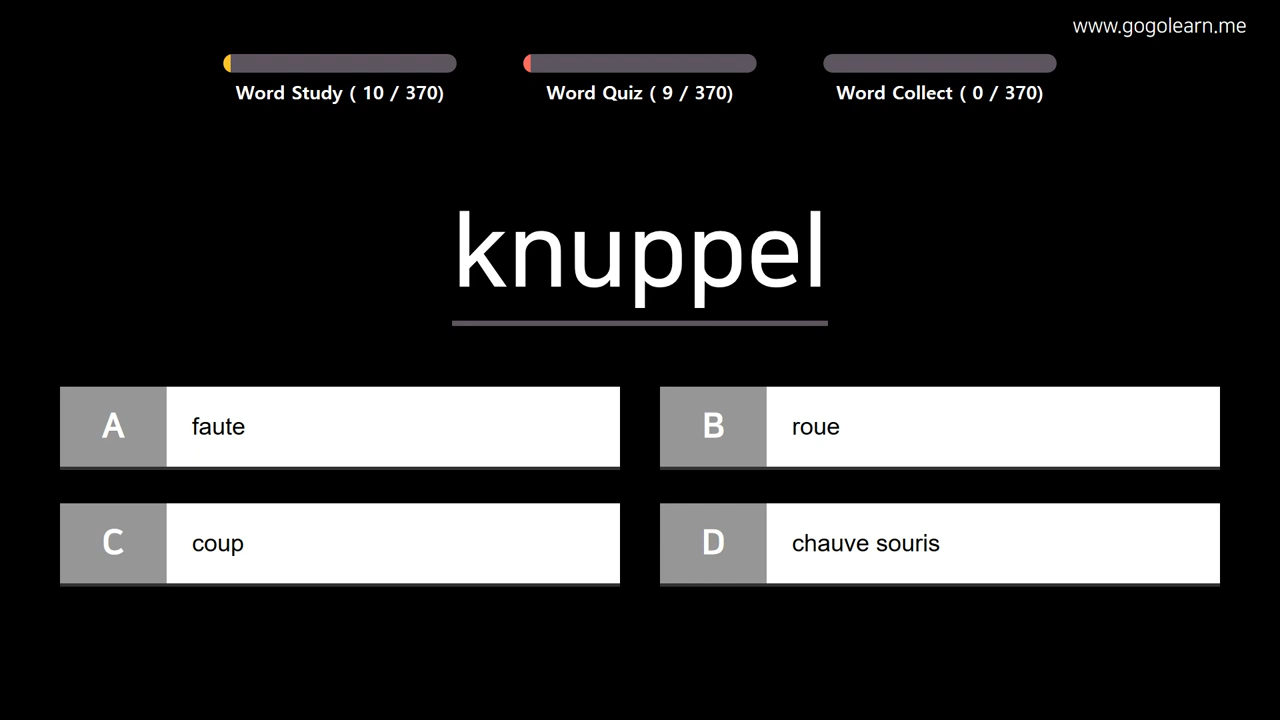 www.gogolearn.me
Word Study ( 10 / 370)
Word Quiz ( 9 / 370)
Word Collect ( 0 / 370)
knuppel
A faute
B roue
C coup
D chauve souris